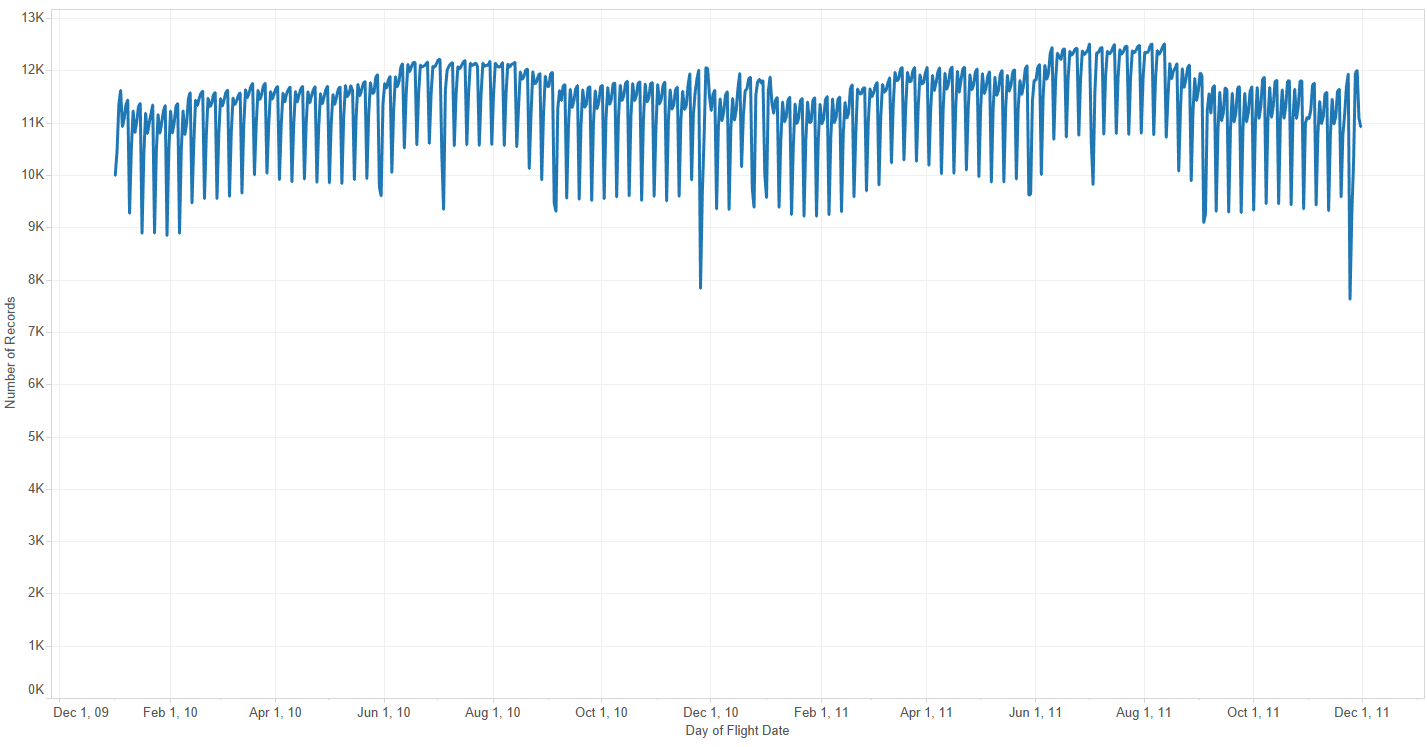 13K
12K
11K
10K
9K
8K
7K
6K
5K
4K
3K
2K
1K
0K
Number of Records
Dec 1, 09 Feb 1, 10 Apr 1, 10 Jun 1, 10 Aug 1, 10 Oct 1, 10 Dec 1, 10 Feb 1, 11 Apr 1, 11 Jun 1, 11 Aug 1, 11 Oct 1, 11 Dec 1, 11
Day of Flight Date